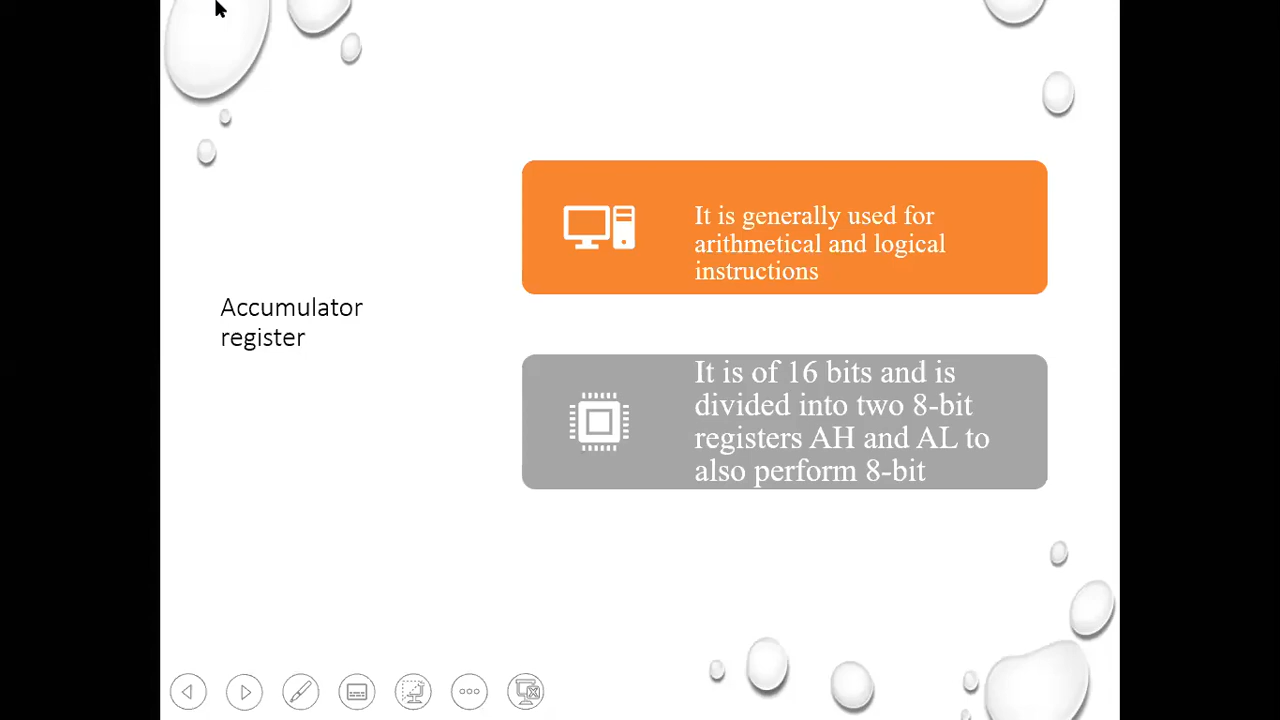 Accumulator
register
It is generally used for
arithmetical and logical
instructions
It is of 16 bits and is
divided into two 8-bit
registers AH and AL to
also perform 8-bit